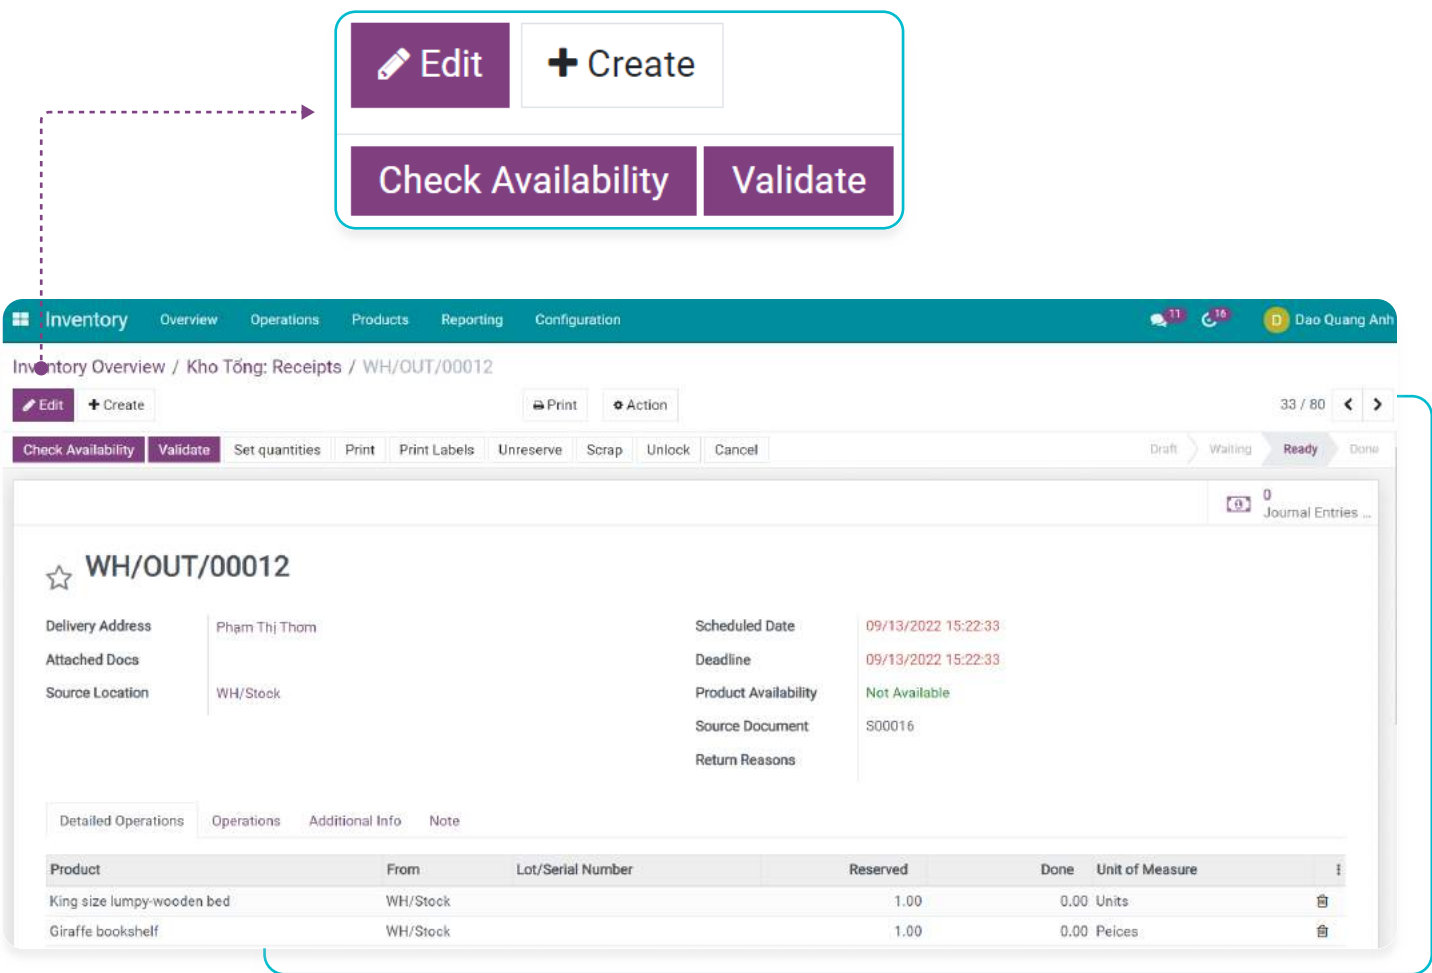 Edit Create
Check Availability Validate
Inventory Overview Operations Products Reporting Configuration 11 16 D Dao Quang Anh
Inventory Overview / Kho Tổng: Receipts / WH/OUT/00012
Edit Create Print Action 33 / 80
Check Availability Validate Set quantities Print Print Labels Unreserve Scrap Unlock Cancel Draft Waiting Ready Done
0
Journal Entries ...
WH/OUT/00012
Delivery Address Phạm Thị Thơm Scheduled Date 09/13/2022 15:22:33
Attached Docs Deadline 09/13/2022 15:22:33
Source Location WH/Stock Product Availability Not Available
Source Document S00016
Return Reasons
Detailed Operations Operations Additional Info Note
Product From Lot/Serial Number Reserved Done Unit of Measure
King size lumpy-wooden bed WH/Stock 1.00 0.00 Units
Giraffe bookshelf WH/Stock 1.00 0.00 Peices